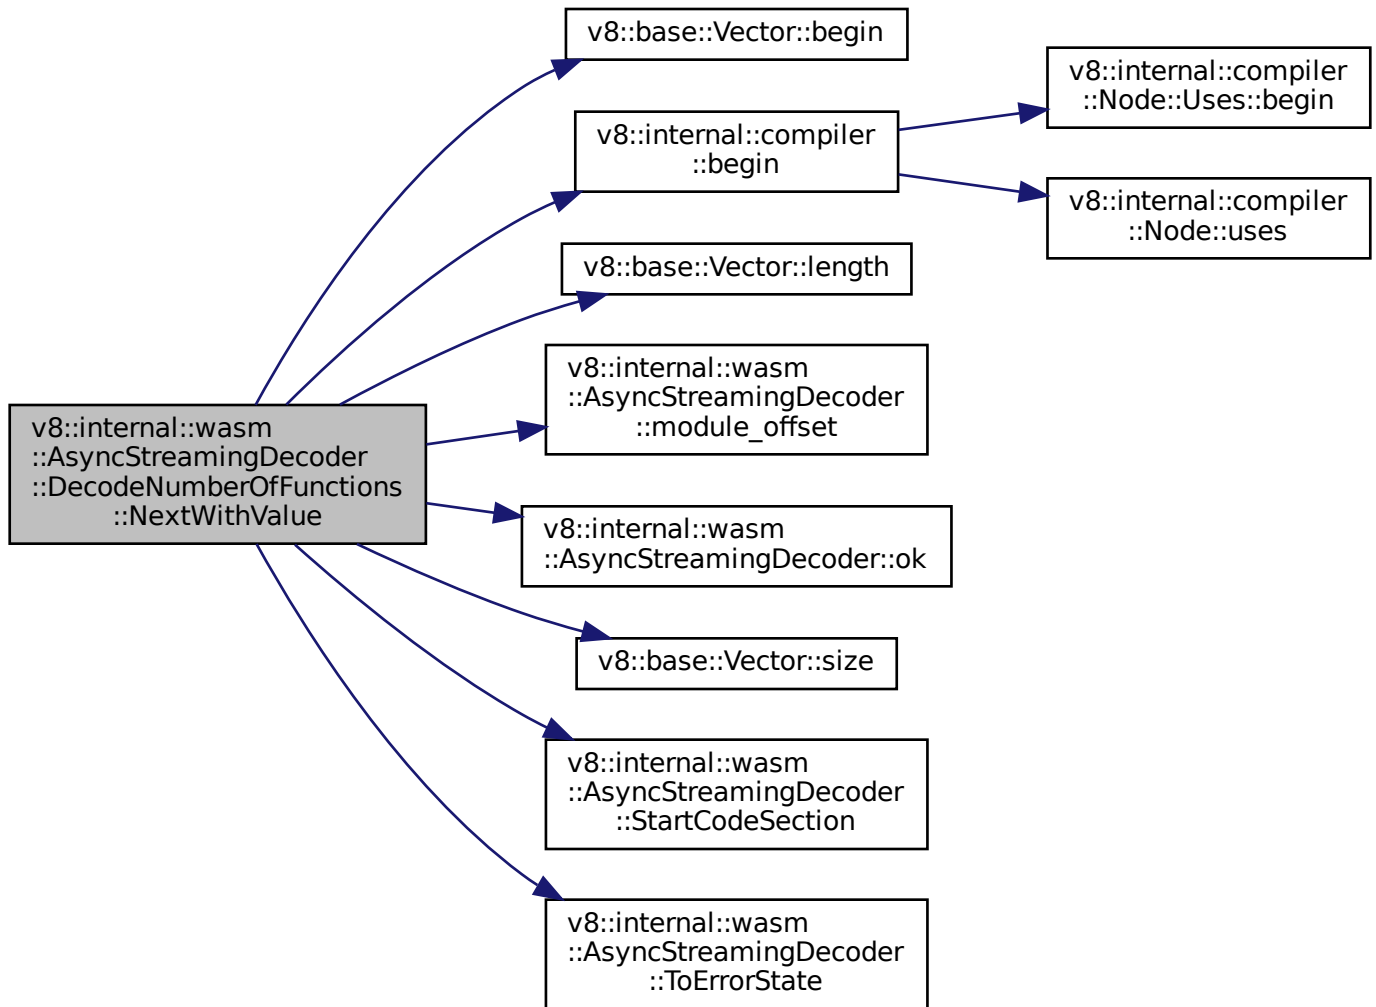 v8::internal::wasm
::AsyncStreamingDecoder
::DecodeNumberOfFunctions
::NextWithValue
v8::base::Vector::begin
v8::internal::compiler
::begin
v8::internal::compiler
::Node::Uses::begin
v8::internal::compiler
::Node::uses
v8::base::Vector::length
v8::internal::wasm
::AsyncStreamingDecoder
::module_offset
v8::internal::wasm
::AsyncStreamingDecoder::ok
v8::base::Vector::size
v8::internal::wasm
::AsyncStreamingDecoder
::StartCodeSection
v8::internal::wasm
::AsyncStreamingDecoder
::ToErrorState